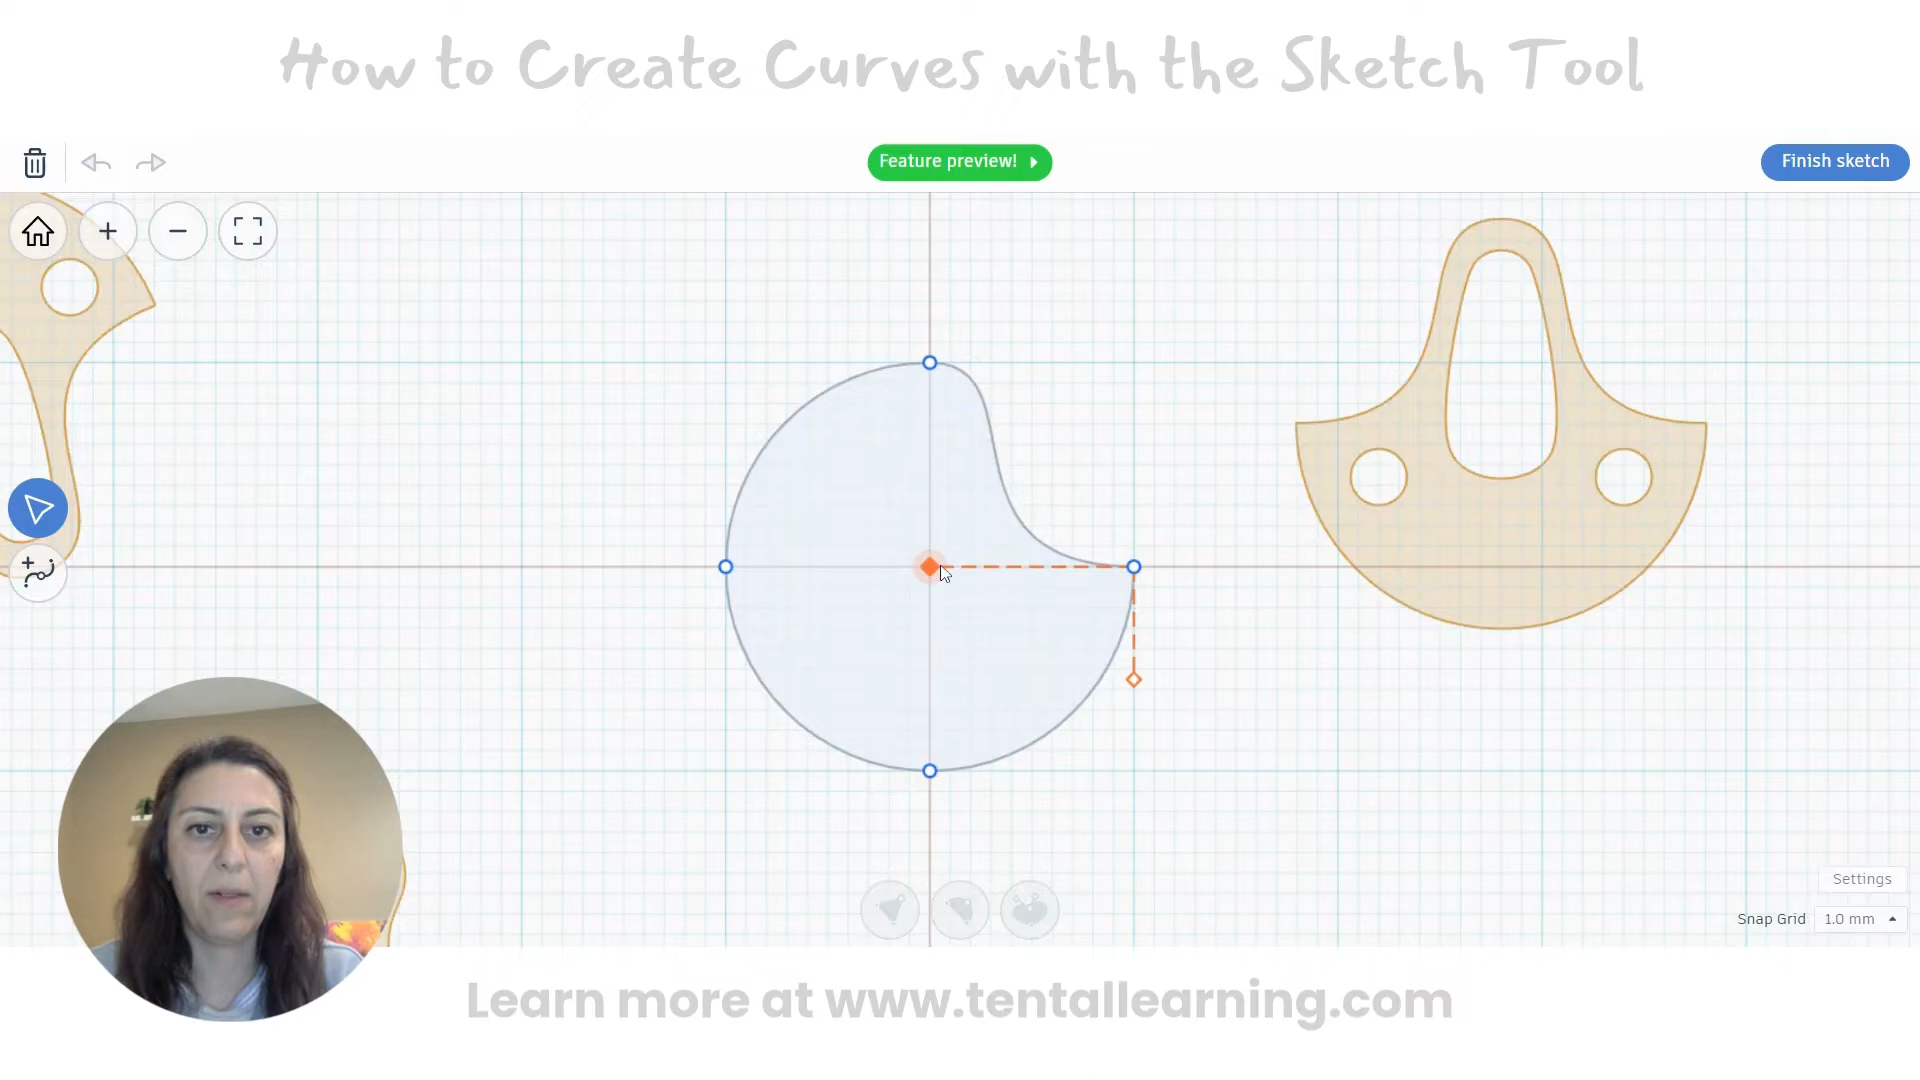 How to Create Curves with the Sketch Tool
Feature preview!
Finish sketch
Settings
Snap Grid 1.0 mm
Learn more at www.tentallearning.com